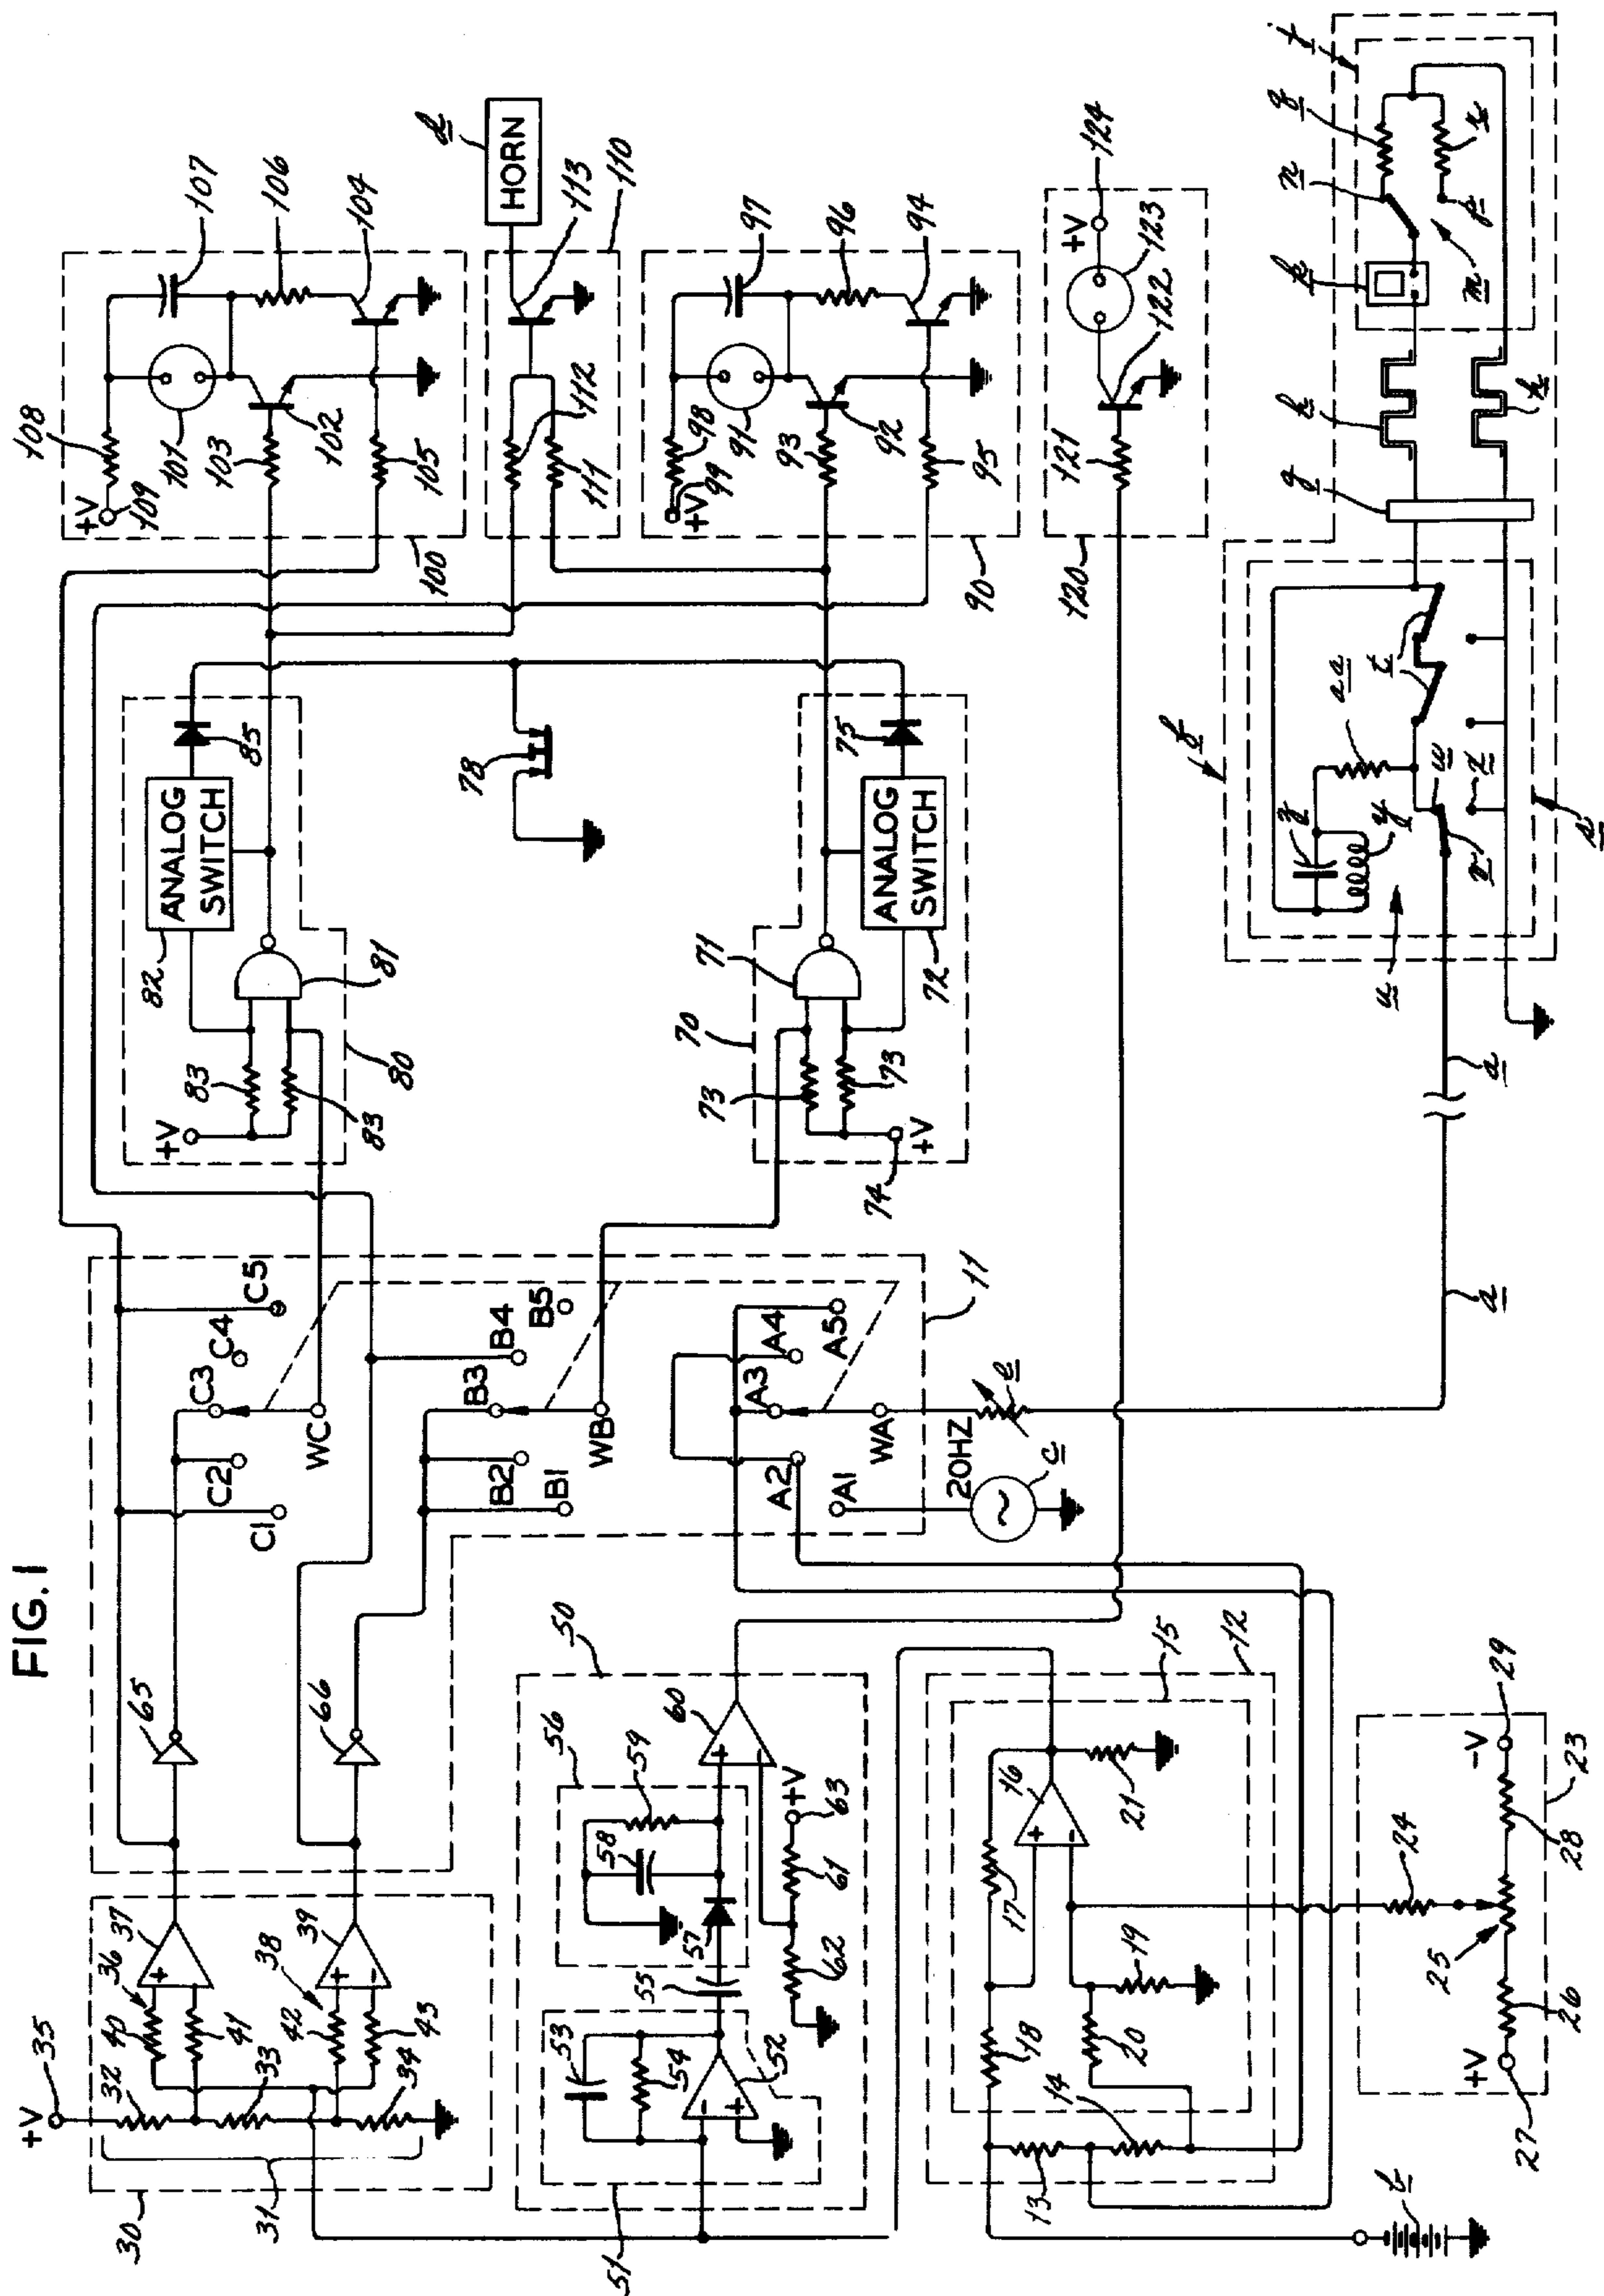 FIG. 1
108
+V
109
107
106
104
101
103
102
105
100
d
HORN
113
110
112
111
97
96
94
98
99
+V
91
93
92
95
90
124
+V
123
122
121
120
ANALOG
SWITCH
85
82
81
83
83
+V
80
78
75
ANALOG
SWITCH
72
71
70
73
73
74
+V
C5
C4
C3
C2
C1
WC
B5
B4
B3
B2
B1
WB
A5
A4
A3
A2
A1
WA
11
20HZ
c
e
65
66
+V
35
36
37
40
41
38
39
42
43
32
33
34
31
30
50
56
59
58
57
60
+V
63
61
62
55
53
54
52
51
15
12
16
17
18
19
20
21
14
13
b
23
24
25
26
28
+V
27
-V
29
a
a
f
s
u
v
w
x
y
z
aa
t
g
h
h
j
k
m
n
p
q
r